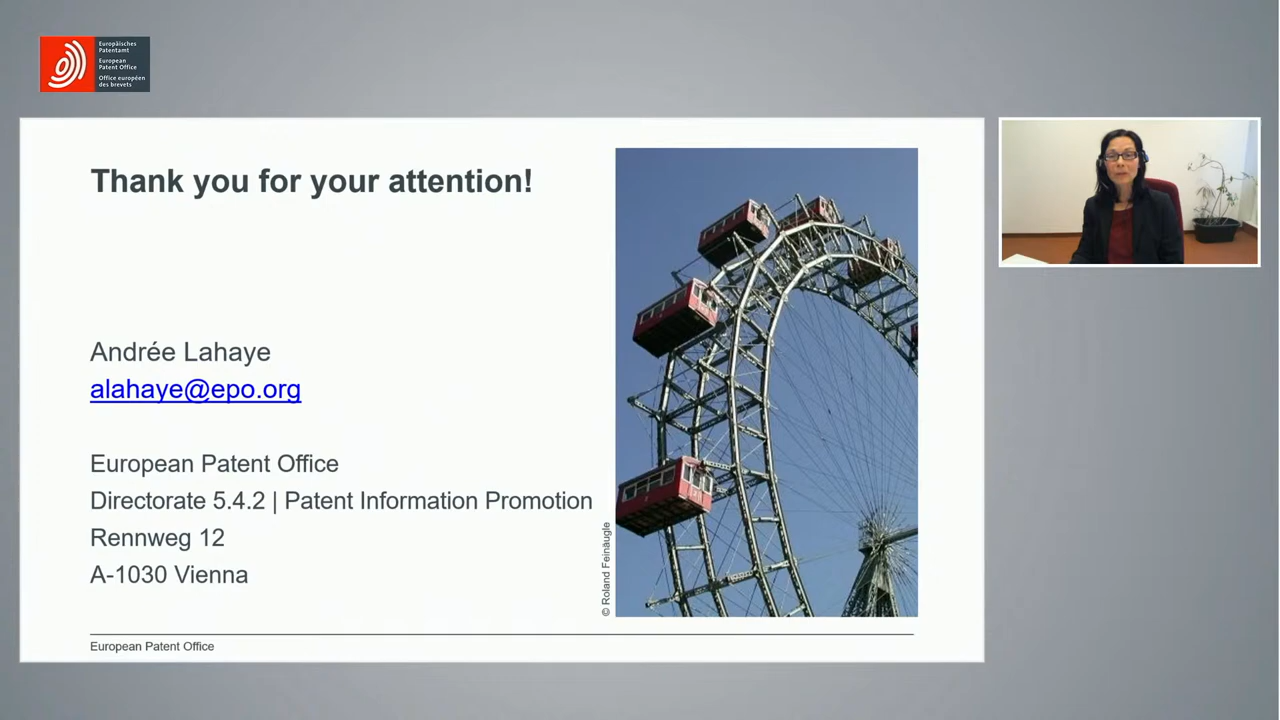 Europäisches
Patentamt
European
Patent Office
Office européen
des brevets
Thank you for your attention!
Andrée Lahaye
alahaye@epo.org
European Patent Office
Directorate 5.4.2 | Patent Information Promotion
Rennweg 12
A-1030 Vienna
© Roland Feinäugle
European Patent Office